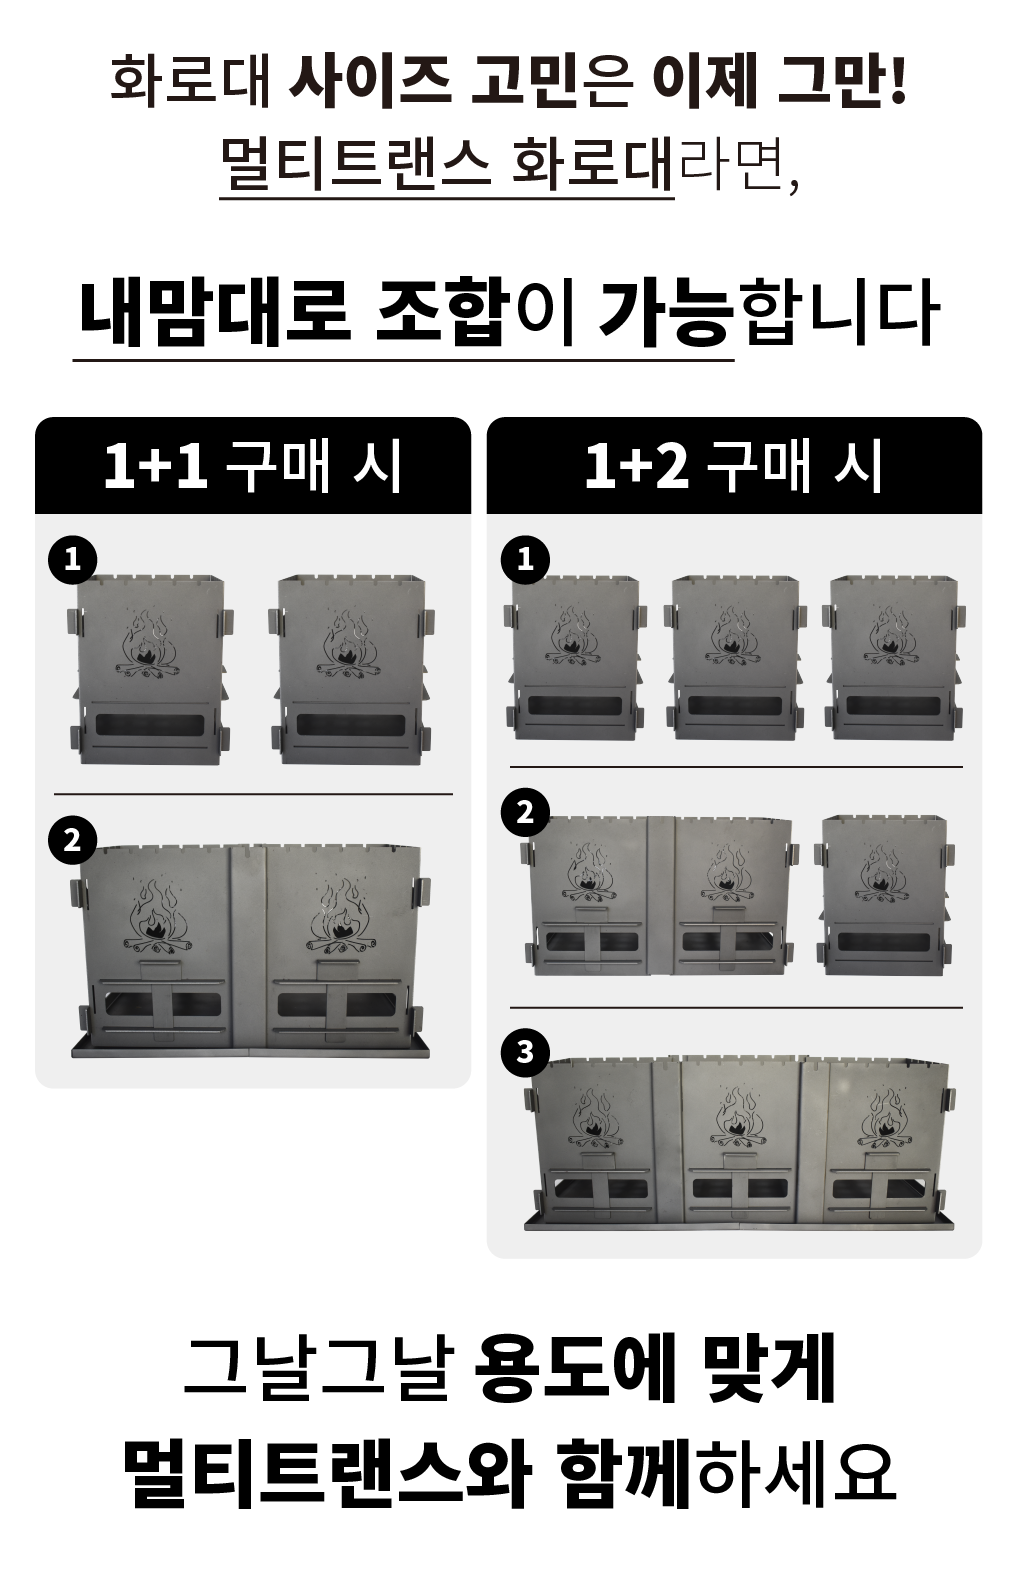 화로대 사이즈 고민은 이제 그만!
멀티트랜스 화로대라면,
내맘대로 조합이 가능합니다
1+1 구매 시
1
2
1+2 구매 시
1
2
3
그날그날 용도에 맞게
멀티트랜스와 함께하세요